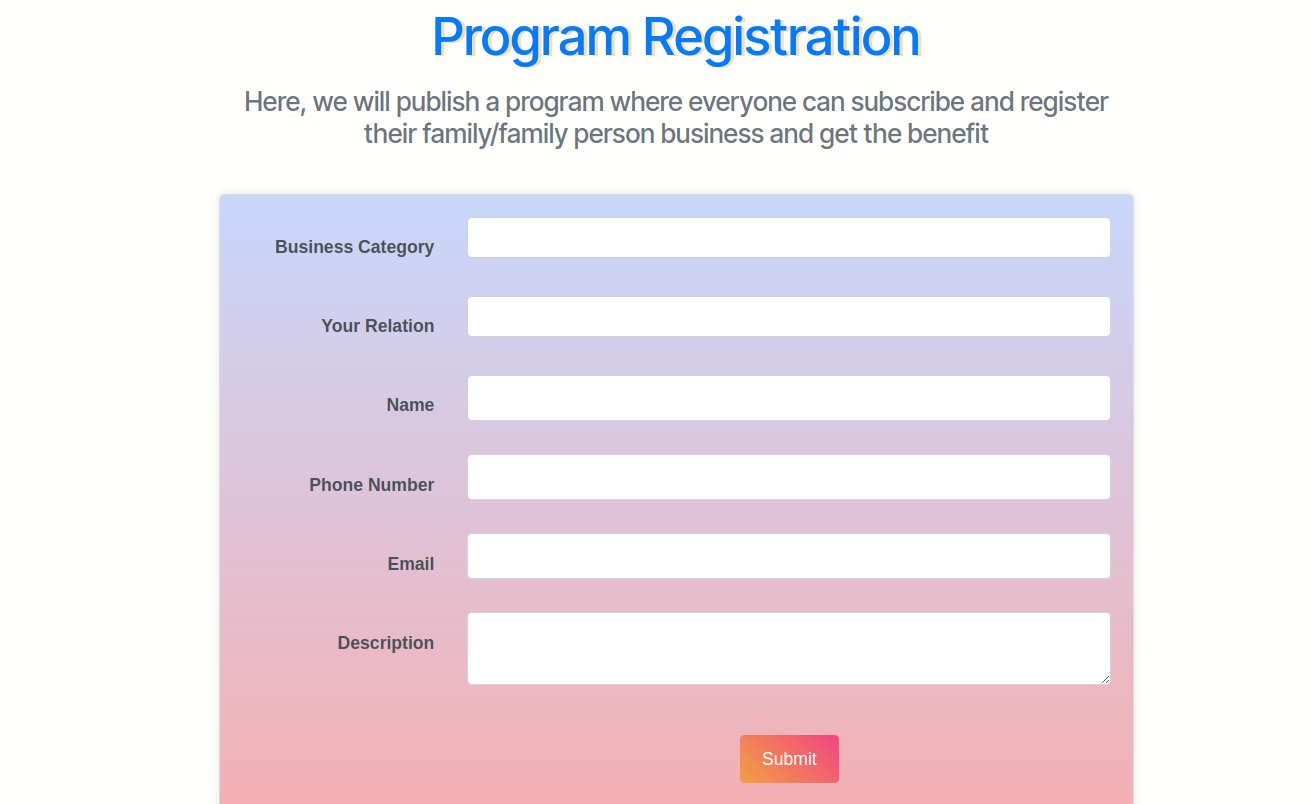 Program Registration
Here, we will publish a program where everyone can subscribe and register
their family/family person business and get the benefit
Business Category
Your Relation
Name
Phone Number
Email
Description
Submit